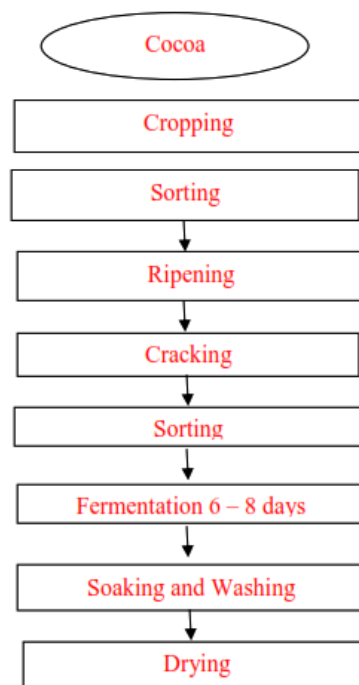 Cocoa
Cropping
Sorting
Ripening
Cracking
Sorting
Fermentation 6 – 8 days
Soaking and Washing
Drying